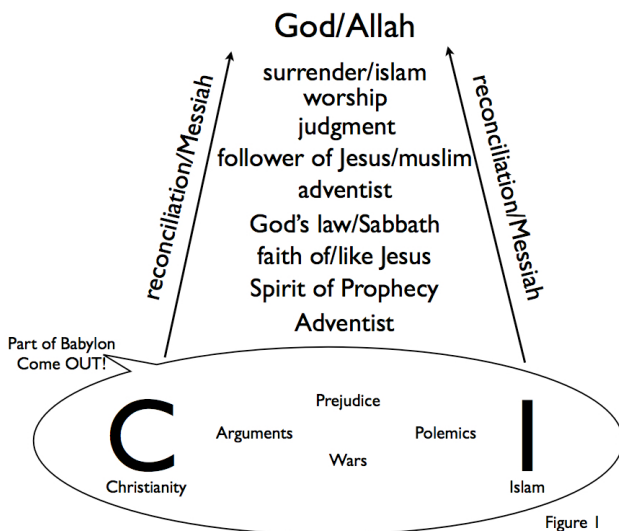 God/Allah
surrender/islam
worship
judgment
follower of Jesus/muslim
adventist
God's law/Sabbath
faith of/like Jesus
Spirit of Prophecy
Adventist
reconciliation/Messiah
reconciliation/Messiah
Part of Babylon
Come OUT!
C
Christianity
Prejudice
Arguments
Polemics
Wars
I
Islam
Figure 1